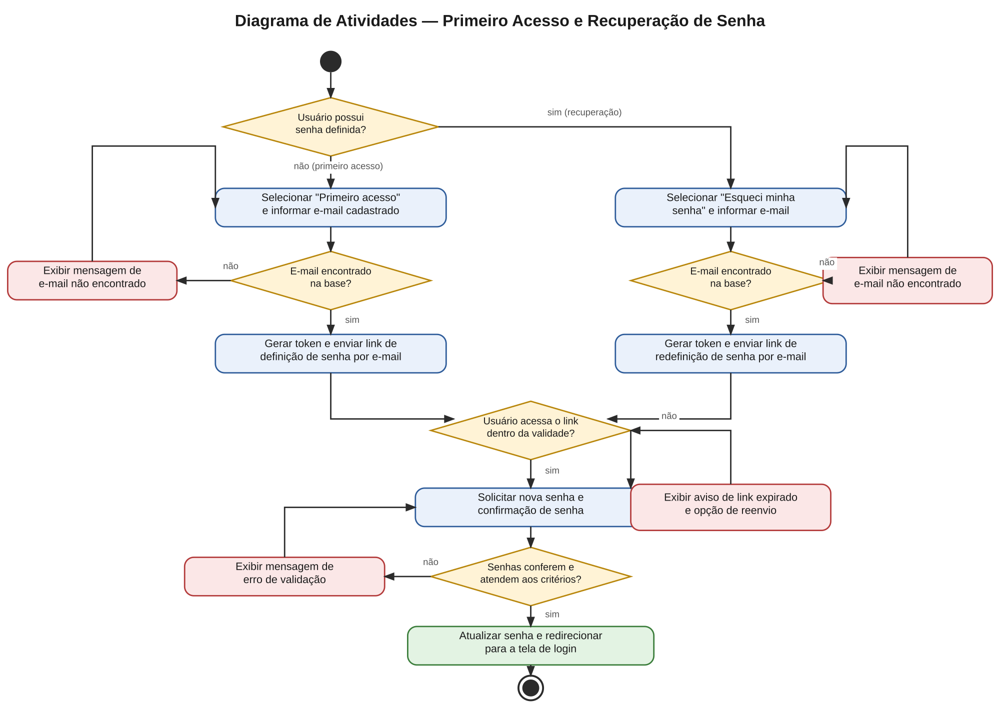 Diagrama de Atividades — Primeiro Acesso e Recuperação de Senha
Usuário possui
senha definida?
sim (recuperação)
não (primeiro acesso)
Selecionar "Primeiro acesso"
e informar e-mail cadastrado
Selecionar "Esqueci minha
senha" e informar e-mail
Exibir mensagem de
e-mail não encontrado
não
E-mail encontrado
na base?
E-mail encontrado
na base?
não
Exibir mensagem de
e-mail não encontrado
sim
sim
Gerar token e enviar link de
definição de senha por e-mail
Gerar token e enviar link de
redefinição de senha por e-mail
Usuário acessa o link
dentro da validade?
não
sim
Solicitar nova senha e
confirmação de senha
Exibir aviso de link expirado
e opção de reenvio
Exibir mensagem de
erro de validação
não
Senhas conferem e
atendem aos critérios?
sim
Atualizar senha e redirecionar
para a tela de login